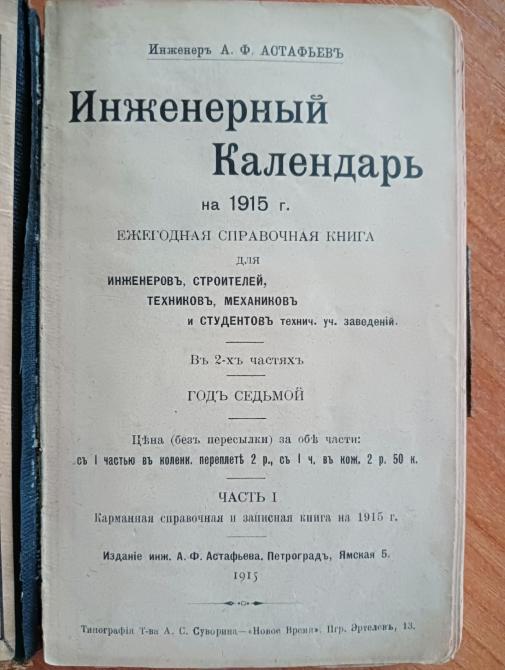 Инженеръ А. Ф. АСТАФЬЕВЪ
Инженерный
Календарь
на 1915 г.
ЕЖЕГОДНАЯ СПРАВОЧНАЯ КНИГА
для
ИНЖЕНЕРОВЪ, СТРОИТЕЛЕЙ,
ТЕХНИКОВЪ, МЕХАНИКОВЪ
и СТУДЕНТОВЪ технич. уч. заведеній.
Въ 2-хъ частяхъ
ГОДЪ СЕДЬМОЙ
Цѣна (безъ пересылки) за обѣ части:
съ I частью въ коленк. переплетѣ 2 р., съ I ч. въ кож. 2 р. 50 к.
ЧАСТЬ I
Карманная справочная и записная книга на 1915 г.
Изданіе инж. А. Ф. Астафьева. Петроградъ, Ямская 5.
1915
Типографія Т-ва А. С. Суворина—«Новое Время». Пгр. Эртелевъ, 13.